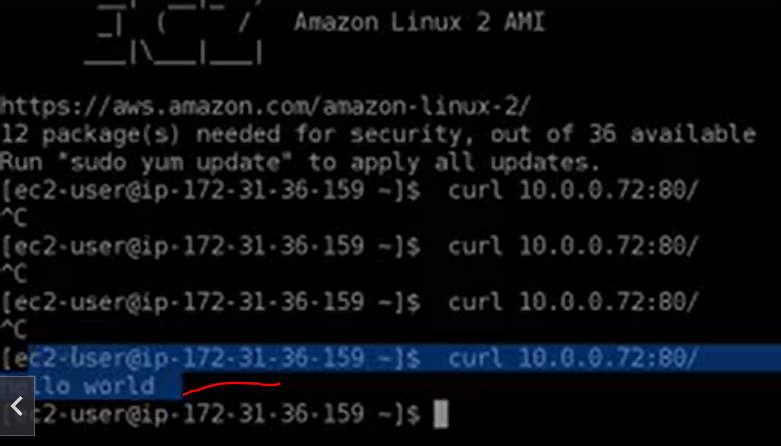 _|  (     /   Amazon Linux 2 AMI
___|\___|___|
https://aws.amazon.com/amazon-linux-2/
12 package(s) needed for security, out of 36 available
Run "sudo yum update" to apply all updates.
[ec2-user@ip-172-31-36-159 ~]$  curl 10.0.0.72:80/
^C
[ec2-user@ip-172-31-36-159 ~]$  curl 10.0.0.72:80/
^C
[ec2-user@ip-172-31-36-159 ~]$  curl 10.0.0.72:80/
^C
[ec2-user@ip-172-31-36-159 ~]$  curl 10.0.0.72:80/
hello world
[ec2-user@ip-172-31-36-159 ~]$